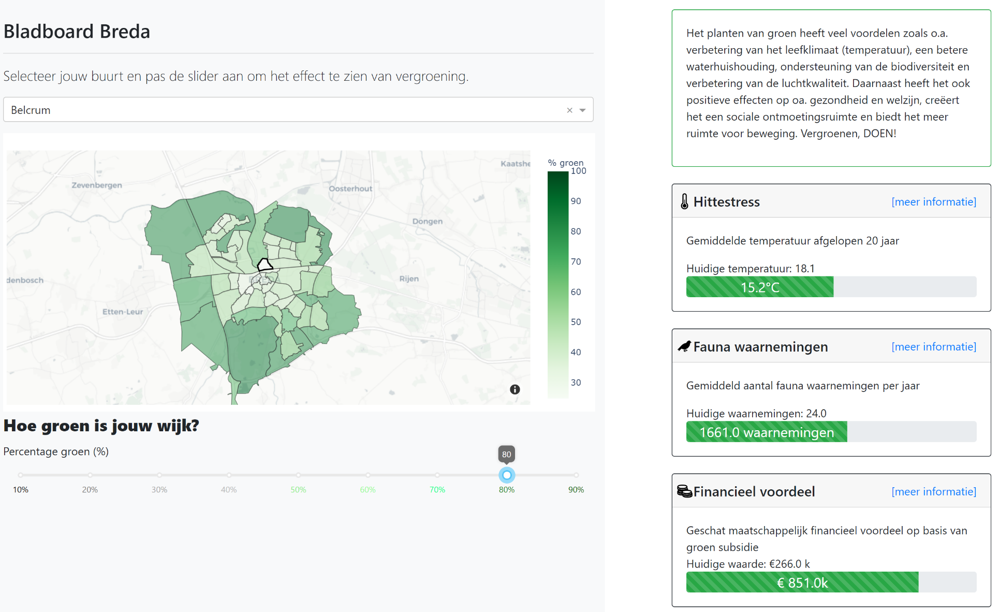 Bladboard Breda
Selecteer jouw buurt en pas de slider aan om het effect te zien van vergroening.
Belcrum
× 
% groen
100
90
80
70
60
50
40
30
Kaatshe
Zevenbergen
Oosterhout
Dongen
BREDA
Rijen
denbosch
Etten-Leur
Hoe groen is jouw wijk?
Percentage groen (%)
80
10% 20% 30% 40% 50% 60% 70% 80% 90%
Het planten van groen heeft veel voordelen zoals o.a.
verbetering van het leefklimaat (temperatuur), een betere
waterhuishouding, ondersteuning van de biodiversiteit en
verbetering van de luchtkwaliteit. Daarnaast heeft het ook
positieve effecten op oa. gezondheid en welzijn, creëert
het een sociale ontmoetingsruimte en biedt het meer
ruimte voor beweging. Vergroenen, DOEN!
Hittestress [meer informatie]
Gemiddelde temperatuur afgelopen 20 jaar
Huidige temperatuur: 18.1
15.2°C
Fauna waarnemingen [meer informatie]
Gemiddeld aantal fauna waarnemingen per jaar
Huidige waarnemingen: 24.0
1661.0 waarnemingen
Financieel voordeel [meer informatie]
Geschat maatschappelijk financieel voordeel op basis van
groen subsidie
Huidige waarde: €266.0 k
€ 851.0k